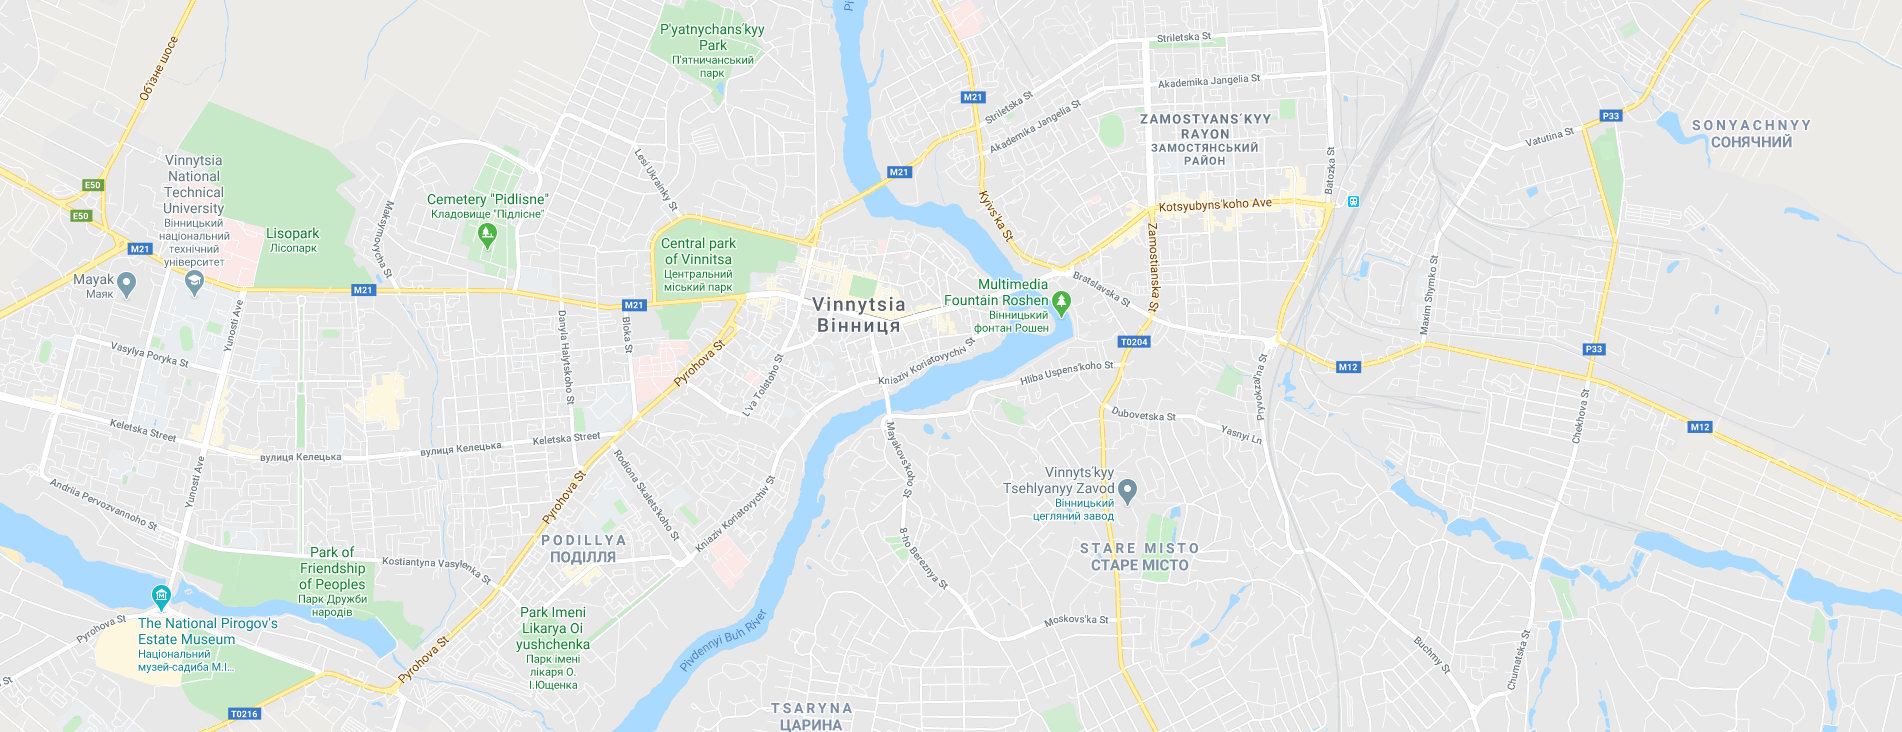 P'yatnychans'kyy
Park
П'ятничанський
парк
Об'їзне шосе
Striletska St
Akademika Jangelia St
M21
Striletska St
Akademika Jangelia St
ZAMOSTYANS'KYY
RAYON
ЗАМОСТЯНСЬКИЙ
РАЙОН
P33
Vatutina St
SONYACHNYY
СОНЯЧНИЙ
Vinnytsia
National
Technical
University
Вінницький
національний
технічний
університет
E50
E50
M21
Lesi Ukrainky St
M21
Cemetery "Pidlisne"
Кладовище "Підлісне"
Maksymovycha St
Lisopark
Лісопарк
Kyivs'ka St
Batozka St
Kotsyubyns'koho Ave
Zamostianska St
Central park
of Vinnitsa
Центральний
міський парк
Mayak
Маяк
M21
M21
Multimedia
Fountain Roshen
Вінницький
фонтан Рошен
Bratslavska St
Maxim Shymko St
Vinnytsia
Вінниця
Yunosti Ave
Danyla Halytskoho St
Bloka St
T0204
P33
Vasylya Poryka St
Pyrohova St
L'va Tolstoho St
Kniaziv Koriatovychiv St
Hliba Uspens'koho St
M12
Pryvokzal'na St
Dubovetska St
Yasnyi Ln
Chekhova St
M12
Keletska Street
вулиця Келецька
вулиця Келецька
Keletska Street
Mayakovs'koho St
Yunosti Ave
Rodiona Skalets'koho St
Pyrohova St
Kniaziv Koriatovychiv St
Vinnyts'kyy
Tsehlyanyy Zavod
Вінницький
цегляний завод
Andriia Pervozvannoho St
PODILLYA
ПОДІЛЛЯ
8-ho Bereznya St
STARE MISTO
СТАРЕ МІСТО
Park of
Friendship
of Peoples
Парк Дружби
народів
Kostiantyna Vasylenka St
Park Imeni
Likarya Oi
yushchenka
Парк імені
лікаря О.
І.Ющенка
Pyrohova St
The National Pirogov's
Estate Museum
Національний
музей-садиба М.І...
Pyrohova St
Pivdennyi Buh River
Moskovs'ka St
Buchmy St
Chumatska St
T0216
TSARYNA
ЦАРИНА